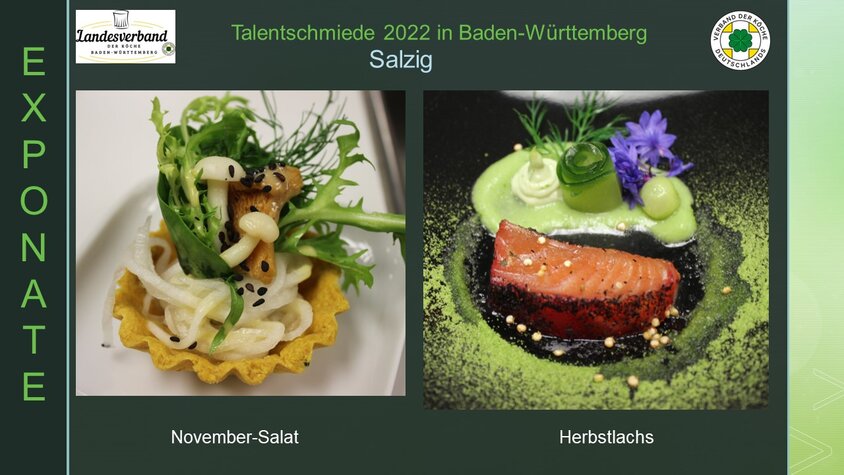 EXPONATE
Landesverband
DER KÖCHE
BADEN-WÜRTTEMBERG
Talentschmiede 2022 in Baden-Württemberg
Salzig
VERBAND DER KÖCHE
DEUTSCHLANDS
November-Salat
Herbstlachs